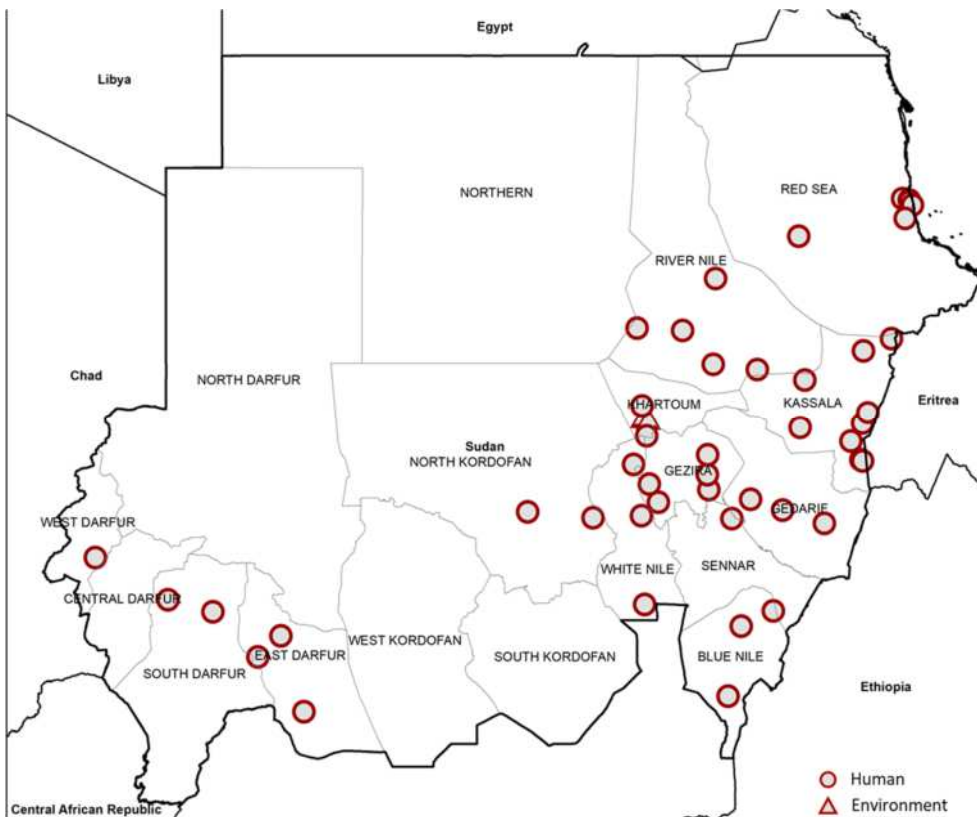 Egypt
Libya
RED SEA
NORTHERN
RIVER NILE
Chad
NORTH DARFUR
KHARTOUM
KASSALA
Eritrea
Sudan
NORTH KORDOFAN
GEZIRA
GEDARIE
WEST DARFUR
WHITE NILE
SENNAR
CENTRAL DARFUR
WEST KORDOFAN
EAST DARFUR
SOUTH KORDOFAN
BLUE NILE
SOUTH DARFUR
Ethiopia
Human
Environment
Central African Republic